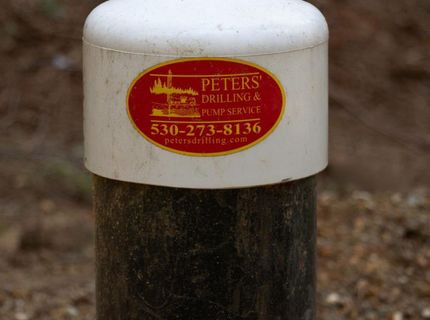 PETERS'
DRILLING &
PUMP SERVICE
530-273-8136
petersdrilling.com